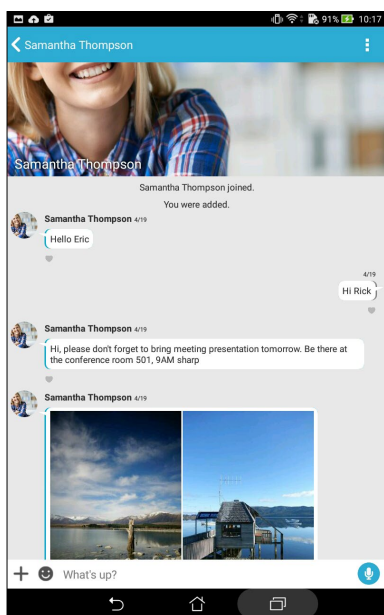 91% 10:17
Samantha Thompson
Samantha Thompson
Samantha Thompson joined.
You were added.
Samantha Thompson 4/19
Hello Eric
4/19
Hi Rick
Samantha Thompson 4/19
Hi, please don't forget to bring meeting presentation tomorrow. Be there at
the conference room 501, 9AM sharp
Samantha Thompson 4/19
What's up?